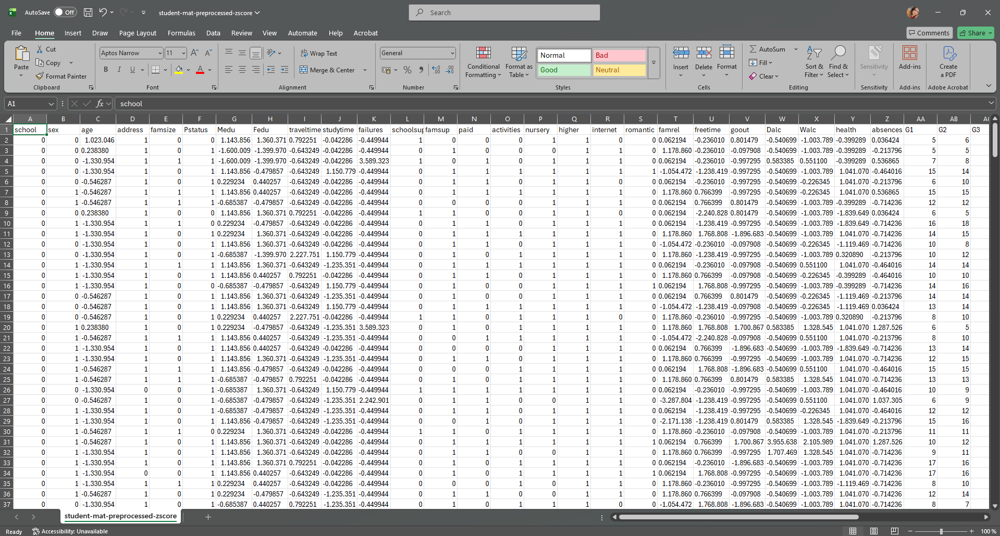 AutoSave Off student-mat-preprocessed-zscore Search
File Home Insert Draw Page Layout Formulas Data Review View Automate Help Acrobat Comments Share
Paste Cut Copy Format Painter Clipboard
Aptos Narrow 11 B I U A Font
Wrap Text Merge & Center Alignment
General % Number
Conditional Formatting Format as Table Normal Bad Good Neutral Styles
Insert Delete Format Cells
AutoSum Fill Clear Sort & Filter Find & Select Editing
Sensitivity Sensitivity
Add-ins Add-ins
Create a PDF Adobe Acrobat
A1 fx school
A B C D E F G H I J K L M N O P Q R S T U V W X Y Z AA AB
1 school sex age address famsize Pstatus Medu Fedu traveltime studytime failures schoolsup famsup paid activities nursery higher internet romantic famrel freetime goout Dalc Walc health absences G1 G2 G3
2 0 0 1.023.046 1 0 0 1.143.856 1.360.371 0.792251 -0.042286 -0.449944 1 0 0 0 1 1 0 0 0.062194 -0.236010 0.801479 -0.540699 -1.003.789 -0.399289 0.036424 5 6
3 0 0 0.238380 1 0 1 -1.600.009 -1.399.970 -0.643249 -0.042286 -0.449944 0 1 0 0 0 1 1 0 1.178.860 -0.236010 -0.097908 -0.540699 -1.003.789 -0.399289 -0.213796 5 5
4 0 0 -1.330.954 1 1 1 -1.600.009 -1.399.970 -0.643249 -0.042286 3.589.323 1 0 1 0 1 1 1 0 0.062194 -0.236010 -0.997295 0.583385 0.551100 -0.399289 0.536865 7 8
5 0 0 -1.330.954 1 0 1 1.143.856 -0.479857 -0.643249 1.150.779 -0.449944 0 1 1 1 1 1 1 1 -1.054.472 -1.238.419 -0.997295 -0.540699 -1.003.789 1.041.070 -0.464016 15 14
6 0 0 -0.546287 1 0 1 0.229234 0.440257 -0.643249 -0.042286 -0.449944 0 1 1 0 1 1 0 0 0.062194 -0.236010 -0.997295 -0.540699 -0.226345 1.041.070 -0.213796 6 10
7 0 1 -0.546287 1 1 1 1.143.856 0.440257 -0.643249 -0.042286 -0.449944 0 1 1 1 1 1 1 0 1.178.860 0.766399 -0.997295 -0.540699 -0.226345 1.041.070 0.536865 15 15
8 0 1 -0.546287 1 1 1 -0.685387 -0.479857 -0.643249 -0.042286 -0.449944 0 0 0 0 1 1 1 0 0.062194 0.766399 0.801479 -0.540699 -1.003.789 -0.399289 -0.714236 12 12
9 0 0 0.238380 1 0 0 1.143.856 1.360.371 0.792251 -0.042286 -0.449944 1 1 0 0 1 1 0 0 0.062194 -2.240.828 0.801479 -0.540699 -1.003.789 -1.839.649 0.036424 6 5
10 0 1 -1.330.954 1 1 0 0.229234 -0.479857 -0.643249 -0.042286 -0.449944 0 1 1 0 1 1 1 0 0.062194 -1.238.419 -0.997295 -0.540699 -1.003.789 -1.839.649 -0.714236 16 18
11 0 1 -1.330.954 1 0 1 0.229234 1.360.371 -0.643249 -0.042286 -0.449944 0 1 1 1 1 1 1 0 1.178.860 1.768.808 -1.896.683 -0.540699 -1.003.789 1.041.070 -0.714236 14 15
12 0 0 -1.330.954 1 0 1 1.143.856 1.360.371 -0.643249 -0.042286 -0.449944 0 1 1 0 1 1 1 0 -1.054.472 -0.236010 -0.097908 -0.540699 -0.226345 -1.119.469 -0.714236 10 8
13 0 0 -1.330.954 1 0 1 -0.685387 -1.399.970 2.227.751 1.150.779 -0.449944 0 1 0 1 1 1 1 0 1.178.860 -1.238.419 -0.997295 -0.540699 -1.003.789 0.320890 -0.213796 10 12
14 0 1 -1.330.954 1 1 1 1.143.856 1.360.371 -0.643249 -1.235.351 -0.449944 0 1 1 1 1 1 1 0 0.062194 -0.236010 -0.097908 -0.540699 0.551100 1.041.070 -0.464016 14 14
15 0 1 -1.330.954 1 0 1 1.143.856 0.440257 0.792251 -0.042286 -0.449944 0 1 1 0 1 1 1 0 1.178.860 0.766399 -0.097908 -0.540699 -0.226345 -0.399289 -0.464016 10 10
16 0 1 -1.330.954 1 0 0 -0.685387 -0.479857 -0.643249 1.150.779 -0.449944 0 1 0 0 1 1 1 1 0.062194 1.768.808 -0.997295 -0.540699 -1.003.789 -0.399289 -0.714236 14 16
17 0 0 -0.546287 1 0 1 1.143.856 1.360.371 -0.643249 -1.235.351 -0.449944 0 1 0 0 1 1 1 0 0.062194 0.766399 0.801479 -0.540699 -0.226345 -1.119.469 -0.213796 14 14
18 0 0 -0.546287 1 0 1 1.143.856 1.360.371 -0.643249 1.150.779 -0.449944 0 1 1 1 1 1 1 0 -1.054.472 -1.238.419 -0.097908 -0.540699 -0.226345 -1.119.469 0.036424 13 14
19 0 0 -0.546287 1 0 1 0.229234 0.440257 2.227.751 -0.042286 -0.449944 1 1 0 1 1 1 0 0 1.178.860 -0.236010 -0.997295 -0.540699 -1.003.789 0.320890 -0.213796 8 10
20 0 1 0.238380 1 0 1 0.229234 -0.479857 -0.643249 -1.235.351 3.589.323 0 1 0 1 1 1 1 0 1.178.860 1.768.808 1.700.867 0.583385 1.328.545 1.041.070 1.287.526 6 5
21 0 1 -0.546287 1 1 1 1.143.856 0.440257 -0.643249 -1.235.351 -0.449944 0 0 1 1 1 1 1 0 -1.054.472 -2.240.828 -0.097908 -0.540699 0.551100 1.041.070 -0.213796 8 10
22 0 1 -1.330.954 1 0 1 1.143.856 0.440257 -0.643249 -0.042286 -0.449944 0 1 1 0 1 1 1 0 0.062194 0.766399 -1.896.683 -0.540699 -1.003.789 -1.839.649 -0.714236 13 14
23 0 1 -1.330.954 1 0 1 1.143.856 1.360.371 -0.643249 -1.235.351 -0.449944 0 1 1 0 1 1 1 0 1.178.860 0.766399 -0.997295 -0.540699 -1.003.789 1.041.070 -0.714236 12 15
24 0 1 -0.546287 1 1 1 1.143.856 -0.479857 -0.643249 -0.042286 -0.449944 0 0 0 1 1 1 1 0 0.062194 1.768.808 -1.896.683 -0.540699 0.551100 1.041.070 -0.464016 15 15
25 0 1 -0.546287 1 1 1 -0.685387 -0.479857 0.792251 -0.042286 -0.449944 0 1 0 1 1 1 1 0 1.178.860 0.766399 0.801479 0.583385 1.328.545 1.041.070 -0.714236 13 13
26 0 0 -1.330.954 0 0 1 -0.685387 1.360.371 -0.643249 1.150.779 -0.449944 1 1 0 1 1 1 1 0 0.062194 -0.236010 -0.997295 -0.540699 -1.003.789 1.041.070 -0.464016 10 9
27 0 0 -0.546287 1 0 1 -0.685387 -0.479857 -0.643249 -1.235.351 2.242.901 0 1 1 0 0 1 1 0 -3.287.804 -1.238.419 -0.997295 -0.540699 0.551100 1.041.070 1.037.305 6 9
28 0 1 -1.330.954 1 0 1 -0.685387 -0.479857 -0.643249 -1.235.351 -0.449944 0 1 1 0 1 1 1 0 0.062194 -1.238.419 -0.997295 -0.540699 -0.226345 1.041.070 -0.464016 12 12
29 0 1 -1.330.954 1 0 1 1.143.856 -0.479857 -0.643249 -1.235.351 -0.449944 0 0 1 0 1 1 1 0 -2.171.138 -1.238.419 0.801479 0.583385 1.328.545 -1.839.649 -0.213796 15 16
30 0 1 -0.546287 1 1 0 0.229234 1.360.371 -0.643249 -0.042286 -0.449944 1 1 0 1 1 1 1 0 1.178.860 -0.236010 -0.097908 -0.540699 -1.003.789 1.041.070 -0.213796 11 11
31 0 1 -0.546287 1 0 1 1.143.856 1.360.371 -0.643249 -1.235.351 -0.449944 0 1 1 1 1 1 1 1 0.062194 0.766399 1.700.867 3.955.638 2.105.989 1.041.070 1.287.526 10 12
32 0 1 -1.330.954 1 0 1 1.143.856 1.360.371 -0.643249 -0.042286 -0.449944 0 1 0 0 0 1 1 0 1.178.860 0.766399 -0.997295 1.707.469 1.328.545 1.041.070 -0.714236 9 11
33 0 1 -1.330.954 1 0 1 1.143.856 1.360.371 0.792251 -0.042286 -0.449944 0 1 0 1 1 1 1 0 0.062194 -0.236010 -1.896.683 -0.540699 -1.003.789 1.041.070 -0.714236 17 16
34 0 1 -1.330.954 0 0 1 1.143.856 0.440257 -0.643249 -0.042286 -0.449944 0 1 0 1 1 1 1 1 0.062194 1.768.808 -0.997295 -0.540699 -1.003.789 1.041.070 -0.714236 17 16
35 0 1 -1.330.954 1 1 1 0.229234 0.440257 -0.643249 -0.042286 -0.449944 0 0 0 1 0 1 1 0 1.178.860 -0.236010 -0.997295 -0.540699 -1.003.789 -1.119.469 -0.714236 8 10
36 0 1 -0.546287 1 0 1 0.229234 -0.479857 -0.643249 -1.235.351 -0.449944 0 1 1 0 0 1 1 0 1.178.860 0.766399 -0.097908 -0.540699 -1.003.789 1.041.070 -0.714236 12 14
37 0 0 -1.330.954 1 0 1 -0.685387 0.440257 0.792251 -1.235.351 -0.449944 0 1 0 1 1 1 0 0 -1.054.472 1.768.808 -1.896.683 -0.540699 -1.003.789 1.041.070 -0.714236 8 7
student-mat-preprocessed-zscore
Ready Accessibility: Unavailable 100 %